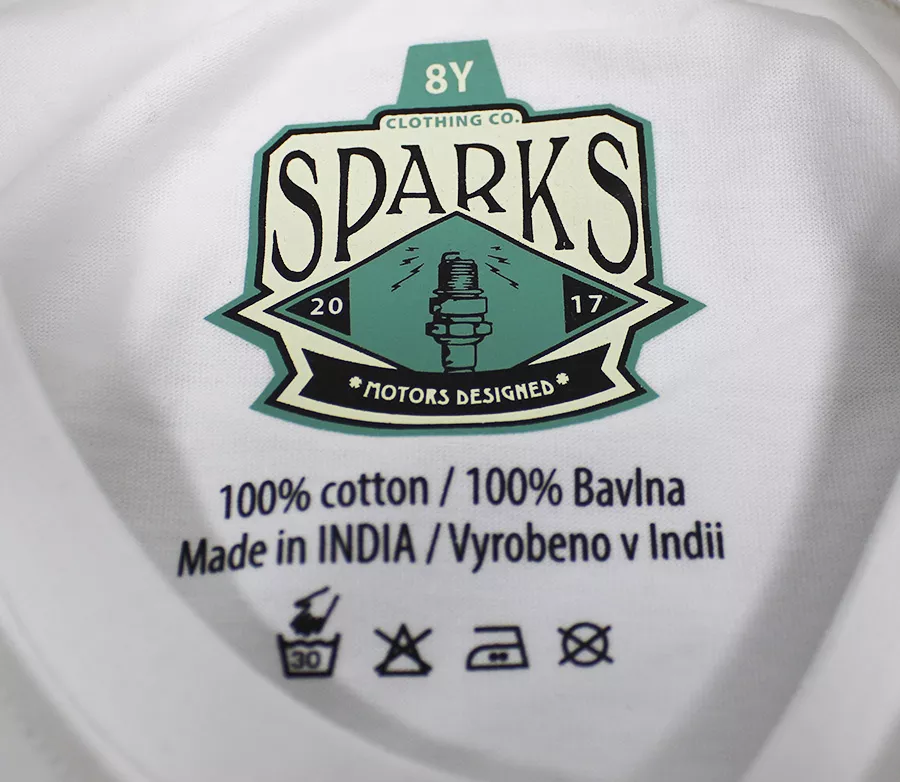 8Y
CLOTHING CO.
SPARKS
20 17
*MOTORS DESIGNED*
100% cotton / 100% Bavlna
Made in INDIA / Vyrobeno v Indii
30